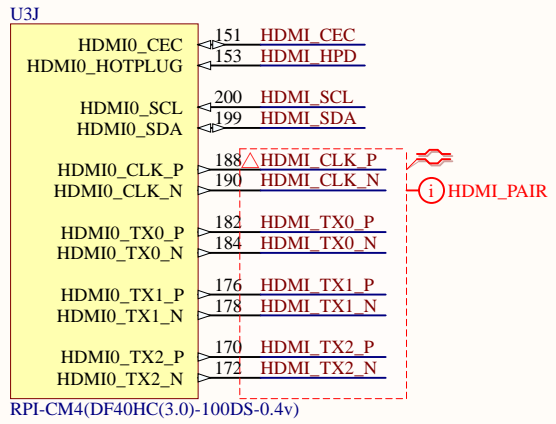 U3J
HDMI0_CEC 151 HDMI_CEC
HDMI0_HOTPLUG 153 HDMI_HPD
HDMI0_SCL 200 HDMI_SCL
HDMI0_SDA 199 HDMI_SDA
HDMI0_CLK_P 188 HDMI_CLK_P
HDMI0_CLK_N 190 HDMI_CLK_N
i HDMI_PAIR
HDMI0_TX0_P 182 HDMI_TX0_P
HDMI0_TX0_N 184 HDMI_TX0_N
HDMI0_TX1_P 176 HDMI_TX1_P
HDMI0_TX1_N 178 HDMI_TX1_N
HDMI0_TX2_P 170 HDMI_TX2_P
HDMI0_TX2_N 172 HDMI_TX2_N
RPI-CM4(DF40HC(3.0)-100DS-0.4v)